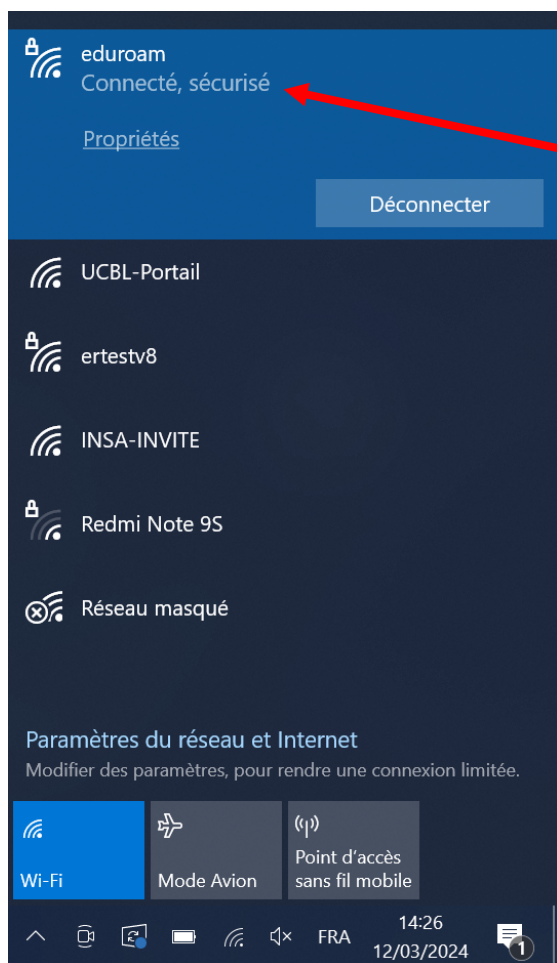 eduroam
Connecté, sécurisé
Propriétés
Déconnecter
UCBL-Portail
ertestv8
INSA-INVITE
Redmi Note 9S
Réseau masqué
Paramètres du réseau et Internet
Modifier des paramètres, pour rendre une connexion limitée.
Wi-Fi
Mode Avion
Point d'accès
sans fil mobile
FRA
14:26
12/03/2024
1